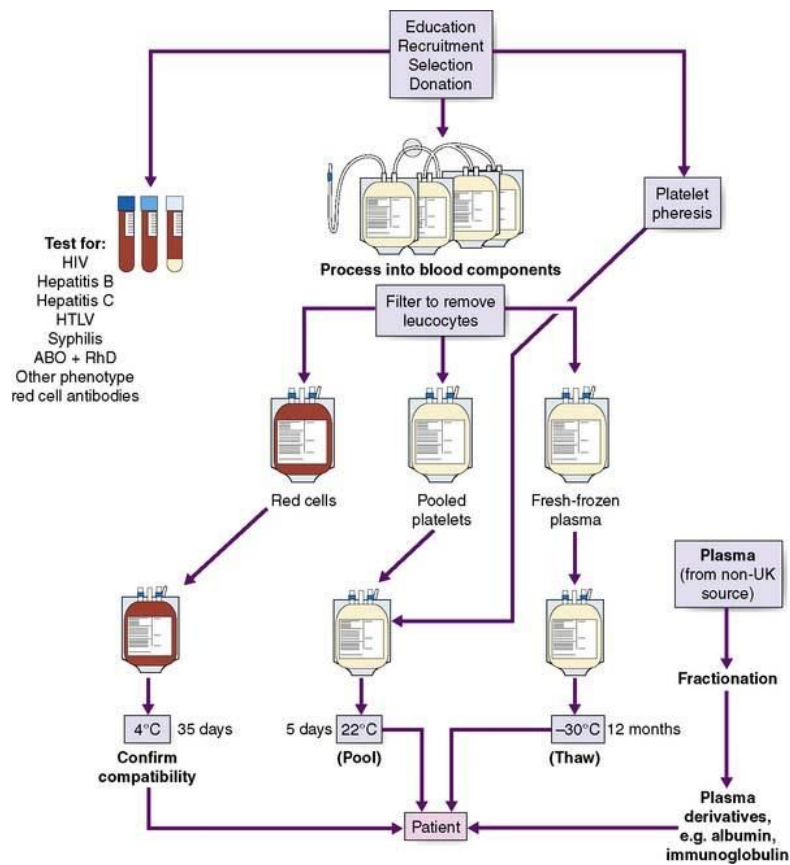 Education
Recruitment
Selection
Donation
Platelet
pheresis
Test for:
HIV
Hepatitis B
Hepatitis C
HTLV
Syphilis
ABO + RhD
Other phenotype
red cell antibodies
Process into blood components
Filter to remove
leucocytes
Red cells
Pooled
platelets
Fresh-frozen
plasma
Plasma
(from non-UK
source)
Fractionation
4°C 35 days
Confirm
compatibility
5 days 22°C
(Pool)
–30°C 12 months
(Thaw)
Plasma
derivatives,
e.g. albumin,
immunoglobulin
Patient